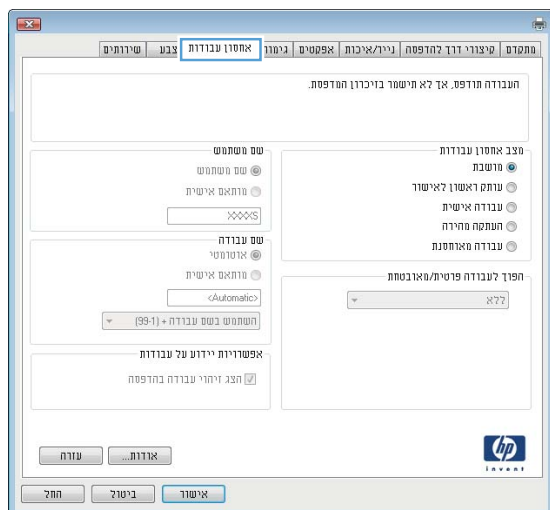 מתקדם
קיצורי דרך להדפסה
נייר/איכות
אפקטים
גימור
אחסון עבודות
צבע
שירותים
העבודה תודפס, אך לא תישמר בזיכרון המדפסת.
מצב אחסון עבודות
מושבת
עותק ראשון לאישור
עבודה אישית
העתקה מהירה
עבודה מאוחסנת
הפוך לעבודה פרטית/מאובטחת
ללא
שם משתמש
שם משתמש
מותאם אישית
XXXXS
שם עבודה
אוטומטי
מותאם אישית
<Automatic>
השתמש בשם עבודה + (99-1)
אפשרויות יידוע על עבודות
הצג זיהוי עבודה בהדפסה
hp
invent
אודות...
עזרה
אישור
ביטול
החל